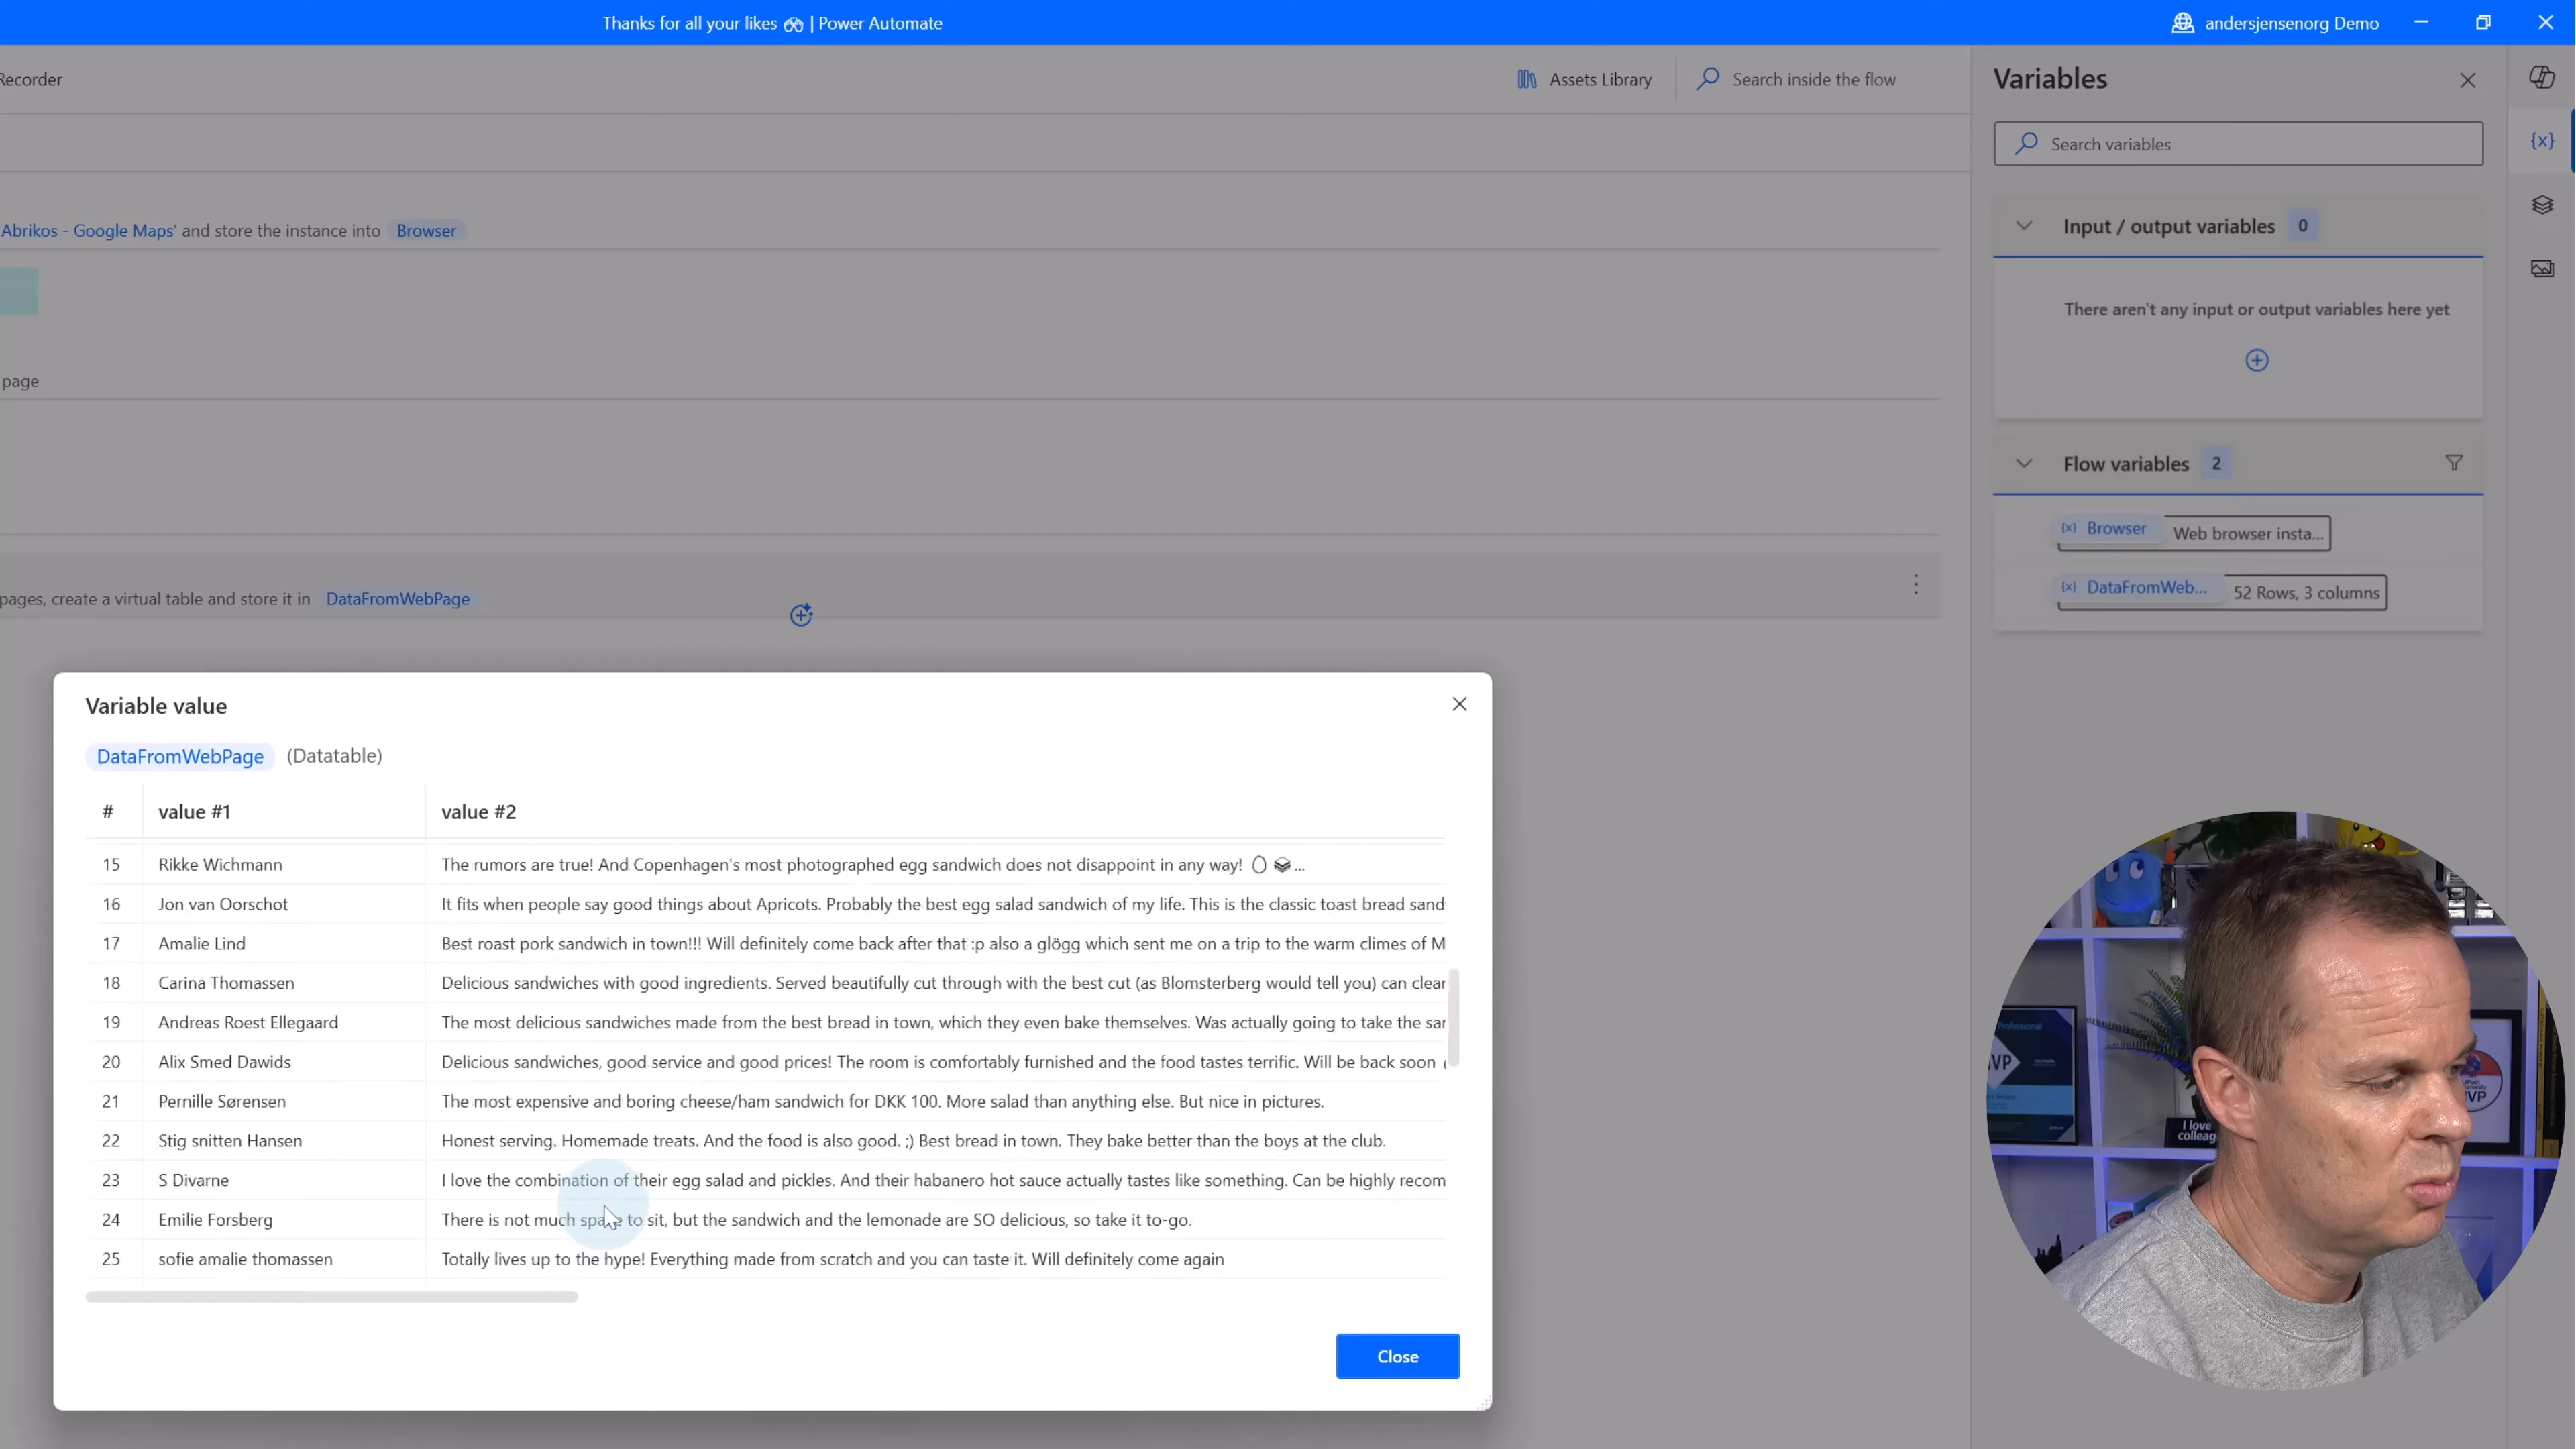 Thanks for all your likes | Power Automate
andersjensenorg Demo
Recorder
Assets Library
Search inside the flow
Variables
Search variables
Input / output variables 0
There aren't any input or output variables here yet
Abrikos - Google Maps' and store the instance into Browser
page
Flow variables 2
{x} Browser Web browser insta...
{x} DataFromWeb... 52 Rows, 3 columns
pages, create a virtual table and store it in DataFromWebPage
Variable value
DataFromWebPage (Datatable)
# value #1 value #2
15 Rikke Wichmann The rumors are true! And Copenhagen's most photographed egg sandwich does not disappoint in any way! ...
16 Jon van Oorschot It fits when people say good things about Apricots. Probably the best egg salad sandwich of my life. This is the classic toast bread sand
17 Amalie Lind Best roast pork sandwich in town!!! Will definitely come back after that :p also a glögg which sent me on a trip to the warm climes of M
18 Carina Thomassen Delicious sandwiches with good ingredients. Served beautifully cut through with the best cut (as Blomsterberg would tell you) can clear
19 Andreas Roest Ellegaard The most delicious sandwiches made from the best bread in town, which they even bake themselves. Was actually going to take the sar
20 Alix Smed Dawids Delicious sandwiches, good service and good prices! The room is comfortably furnished and the food tastes terrific. Will be back soon
21 Pernille Sørensen The most expensive and boring cheese/ham sandwich for DKK 100. More salad than anything else. But nice in pictures.
22 Stig snitten Hansen Honest serving. Homemade treats. And the food is also good. ;) Best bread in town. They bake better than the boys at the club.
23 S Divarne I love the combination of their egg salad and pickles. And their habanero hot sauce actually tastes like something. Can be highly recom
24 Emilie Forsberg There is not much space to sit, but the sandwich and the lemonade are SO delicious, so take it to-go.
25 sofie amalie thomassen Totally lives up to the hype! Everything made from scratch and you can taste it. Will definitely come again
Close
{x}
Professional
VP
I love
colleag
MVP